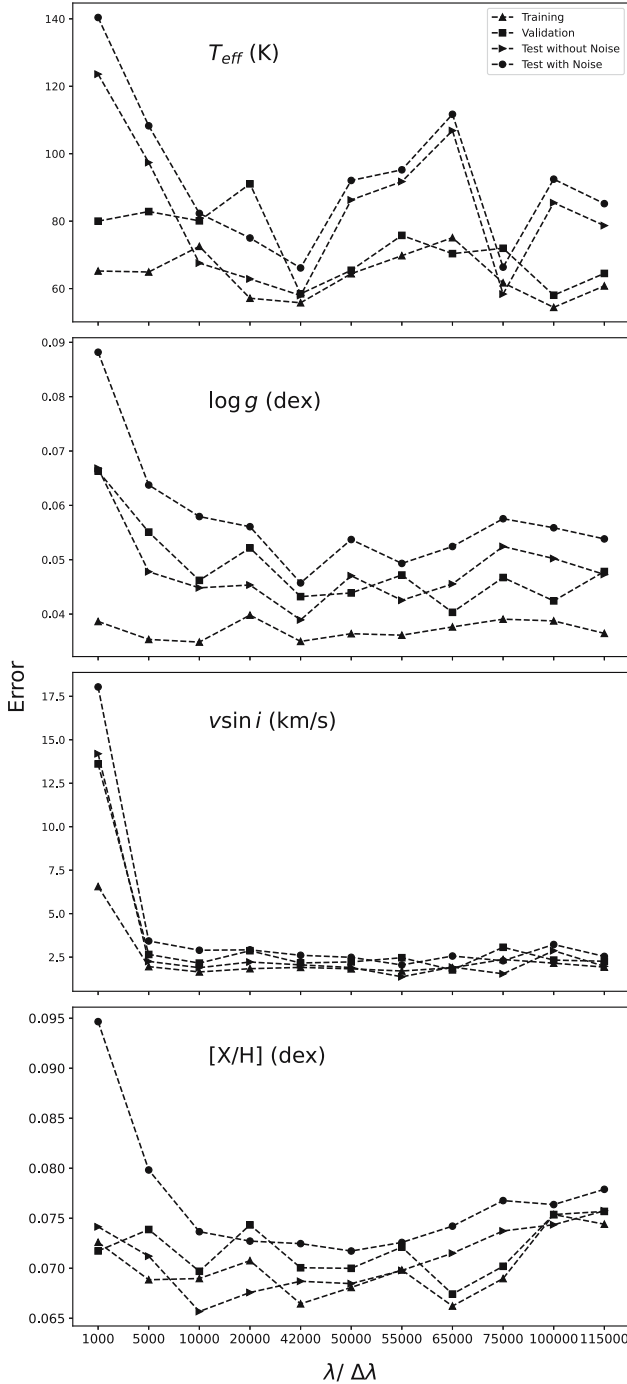 140
120
100
80
60
T_eff (K)
Training
Validation
Test without Noise
Test with Noise
0.09
0.08
0.07
0.06
0.05
0.04
log g (dex)
Error
17.5
15.0
12.5
10.0
7.5
5.0
2.5
v sin i (km/s)
0.095
0.090
0.085
0.080
0.075
0.070
0.065
[X/H] (dex)
1000 5000 10000 20000 42000 50000 55000 65000 75000 100000 115000
λ/ Δλ